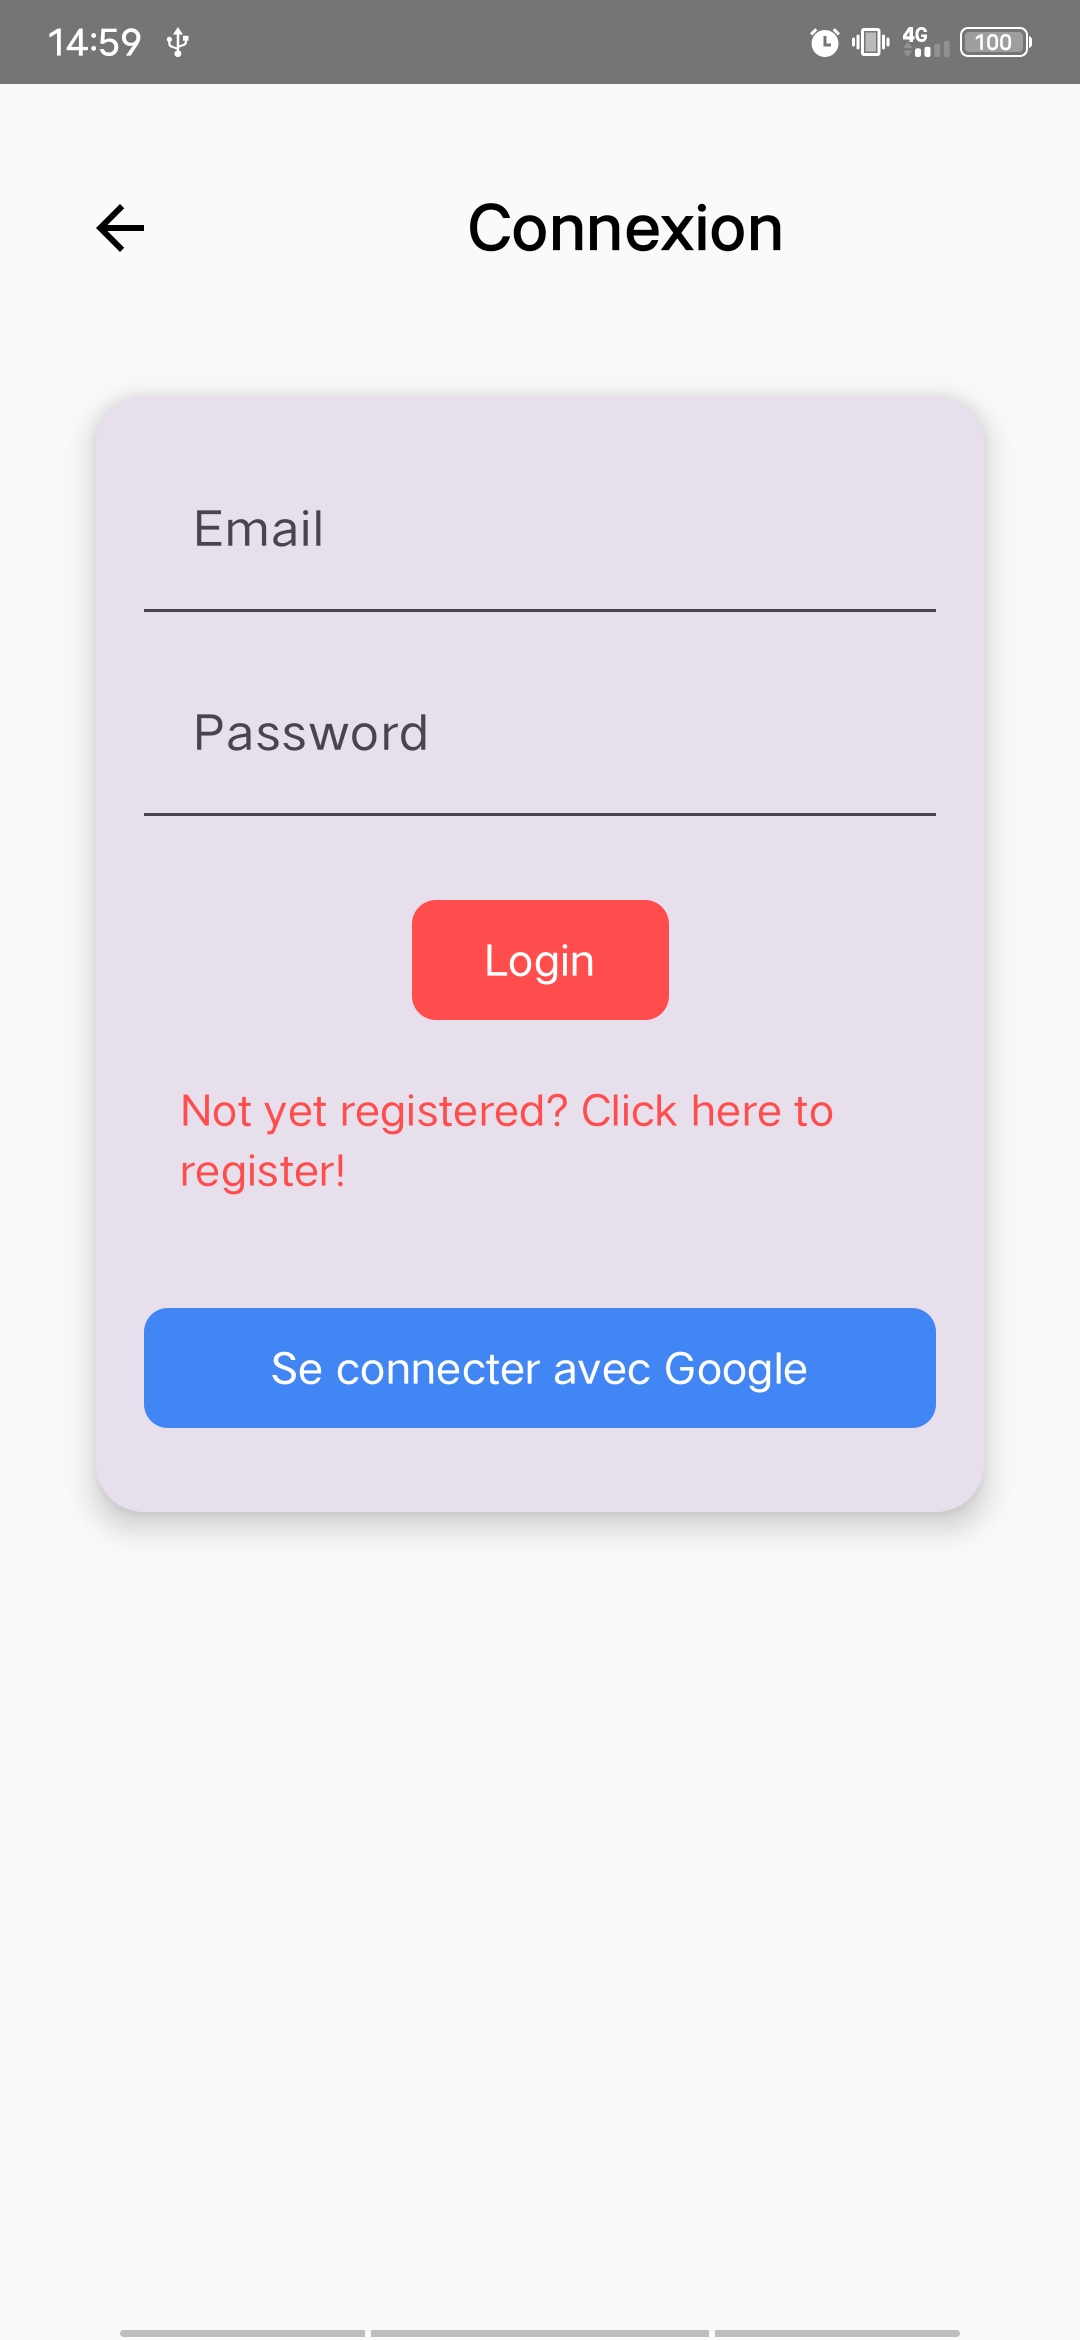 14:59
4G
100
Connexion
Email
Password
Login
Not yet registered? Click here to
register!
Se connecter avec Google